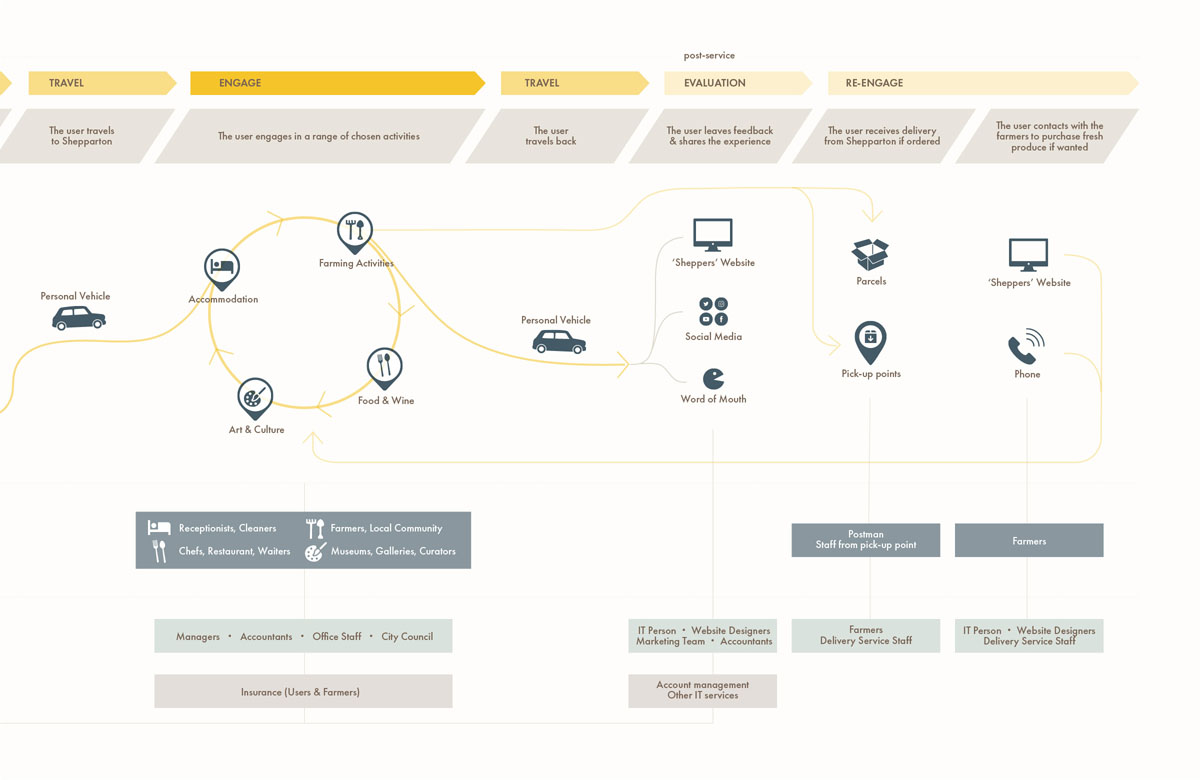 post-service
TRAVEL
ENGAGE
TRAVEL
EVALUATION
RE-ENGAGE
The user travels
to Shepparton
The user engages in a range of chosen activities
The user
travels back
The user leaves feedback
& shares the experience
The user receives delivery
from Shepparton if ordered
The user contacts with the
farmers to purchase fresh
produce if wanted
Farming Activities
Accommodation
Personal Vehicle
Food & Wine
Art & Culture
Personal Vehicle
‘Sheppers’ Website
Social Media
Word of Mouth
Parcels
Pick-up points
‘Sheppers’ Website
Phone
Receptionists, Cleaners
Farmers, Local Community
Chefs, Restaurant, Waiters
Museums, Galleries, Curators
Postman
Staff from pick-up point
Farmers
Managers • Accountants • Office Staff • City Council
IT Person • Website Designers
Marketing Team • Accountants
Farmers
Delivery Service Staff
IT Person • Website Designers
Delivery Service Staff
Insurance (Users & Farmers)
Account management
Other IT services